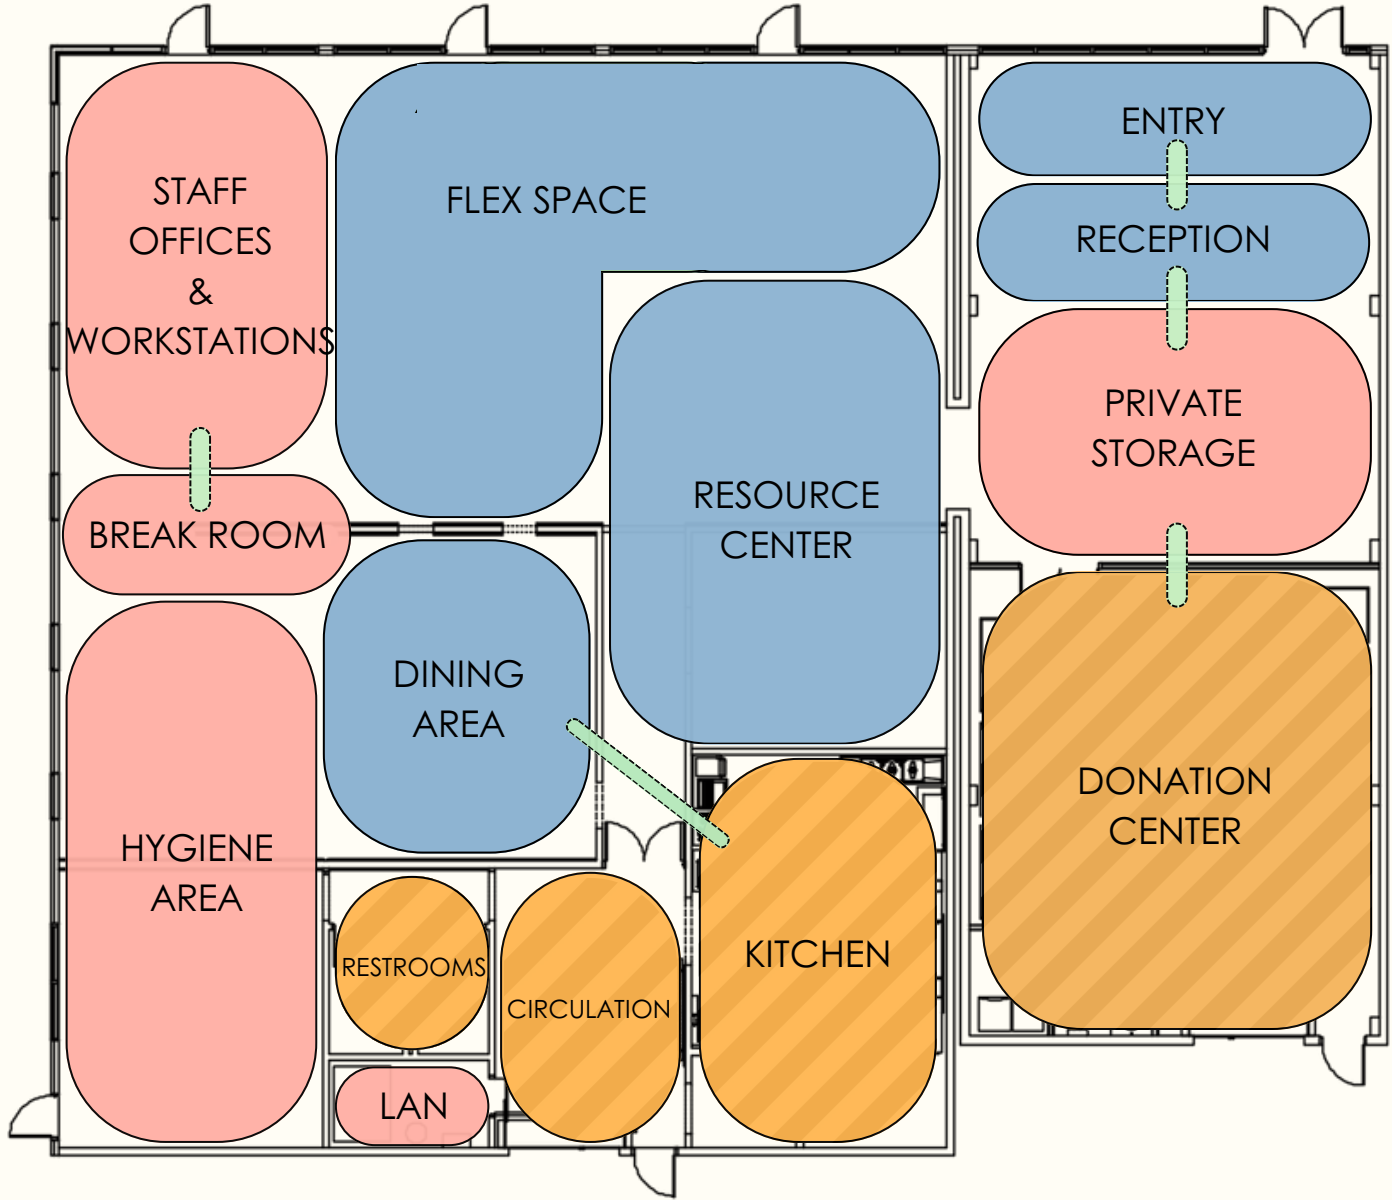 ENTRY
STAFF
OFFICES
&
WORKSTATIONS
FLEX SPACE
RECEPTION
PRIVATE
STORAGE
RESOURCE
CENTER
BREAK ROOM
DINING
AREA
DONATION
CENTER
HYGIENE
AREA
KITCHEN
RESTROOMS
CIRCULATION
LAN